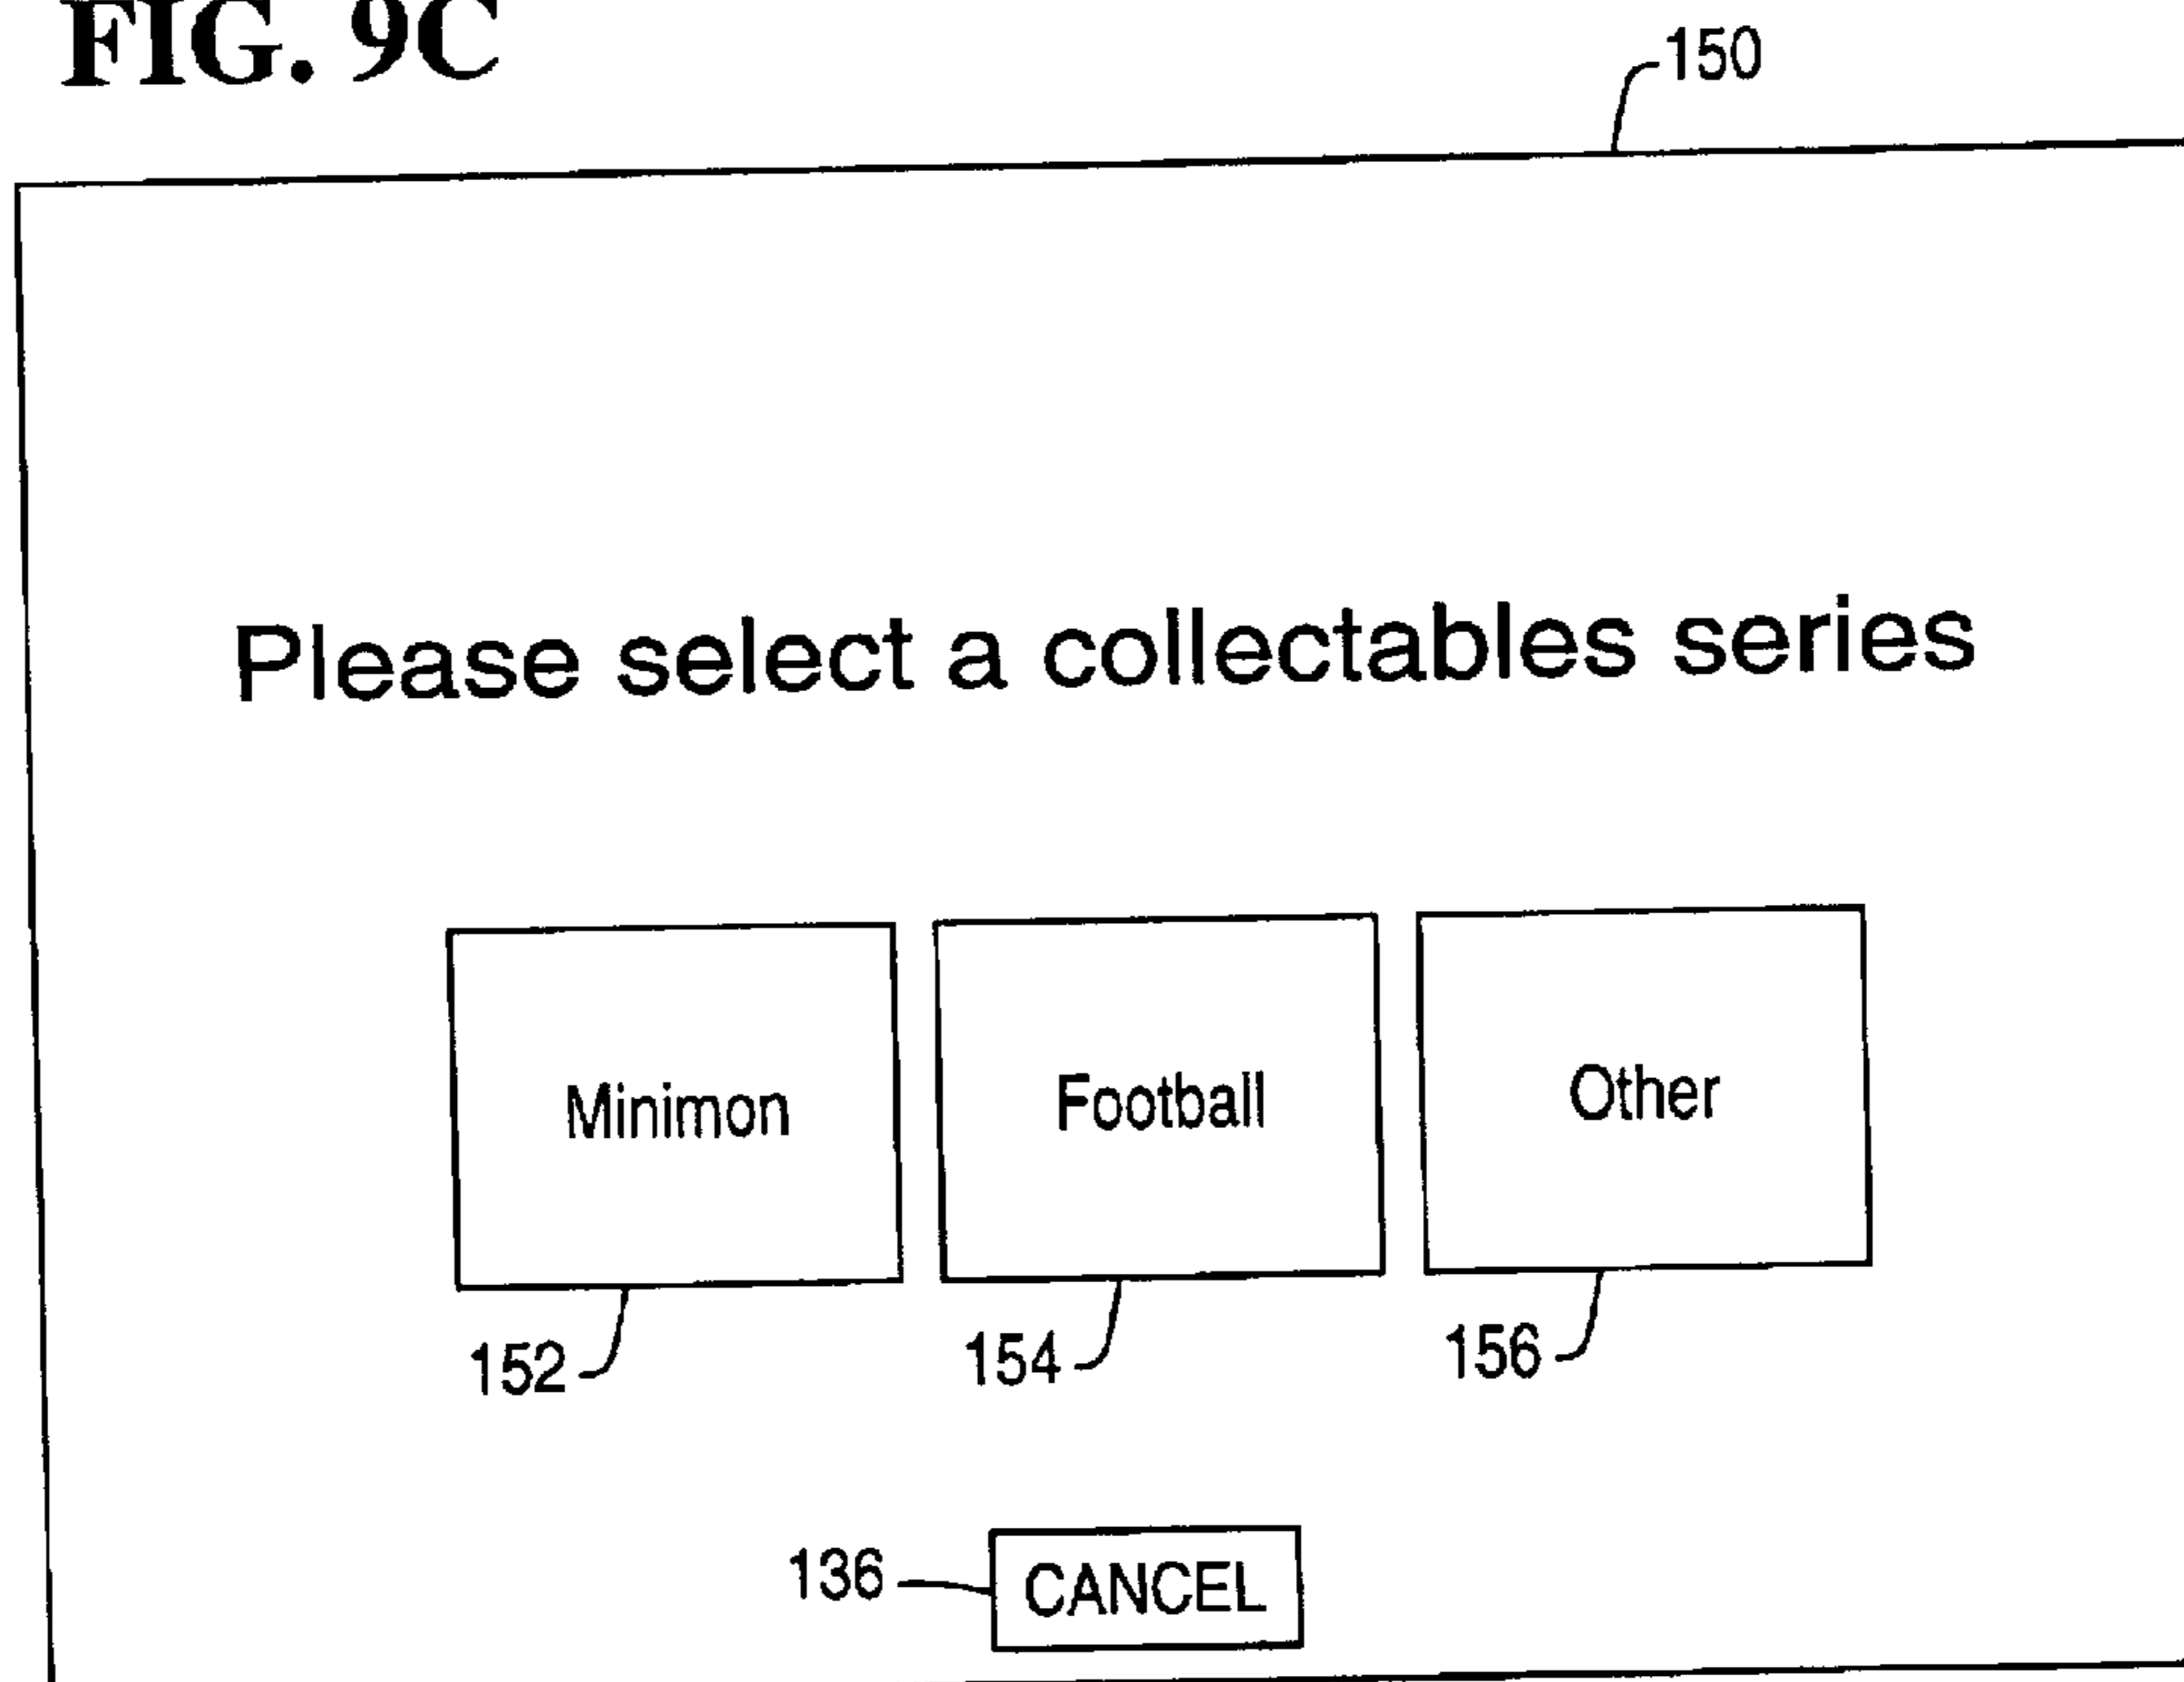 FIG. 9C
150
Please select a collectables series
Minimon Football Other
152 154 156
136 CANCEL